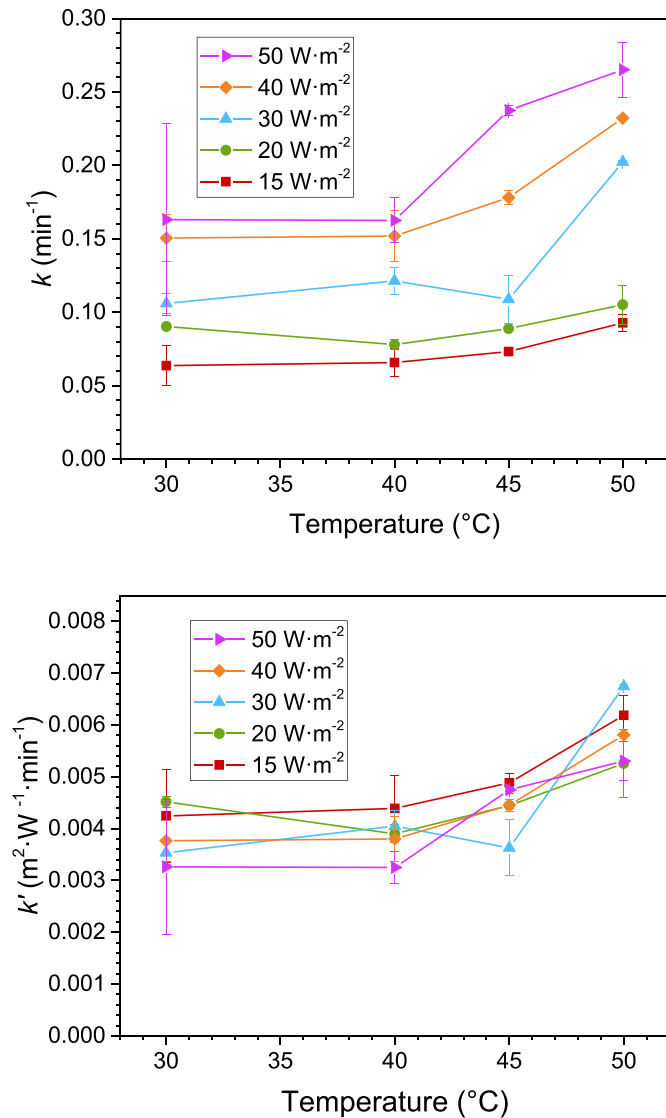 0.30
0.25
0.20
0.15
0.10
0.05
0.00
k (min⁻¹)
50 W·m⁻²
40 W·m⁻²
30 W·m⁻²
20 W·m⁻²
15 W·m⁻²
30 35 40 45 50
Temperature (°C)
0.008
0.007
0.006
0.005
0.004
0.003
0.002
0.001
0.000
k' (m²·W⁻¹·min⁻¹)
50 W·m⁻²
40 W·m⁻²
30 W·m⁻²
20 W·m⁻²
15 W·m⁻²
30 35 40 45 50
Temperature (°C)